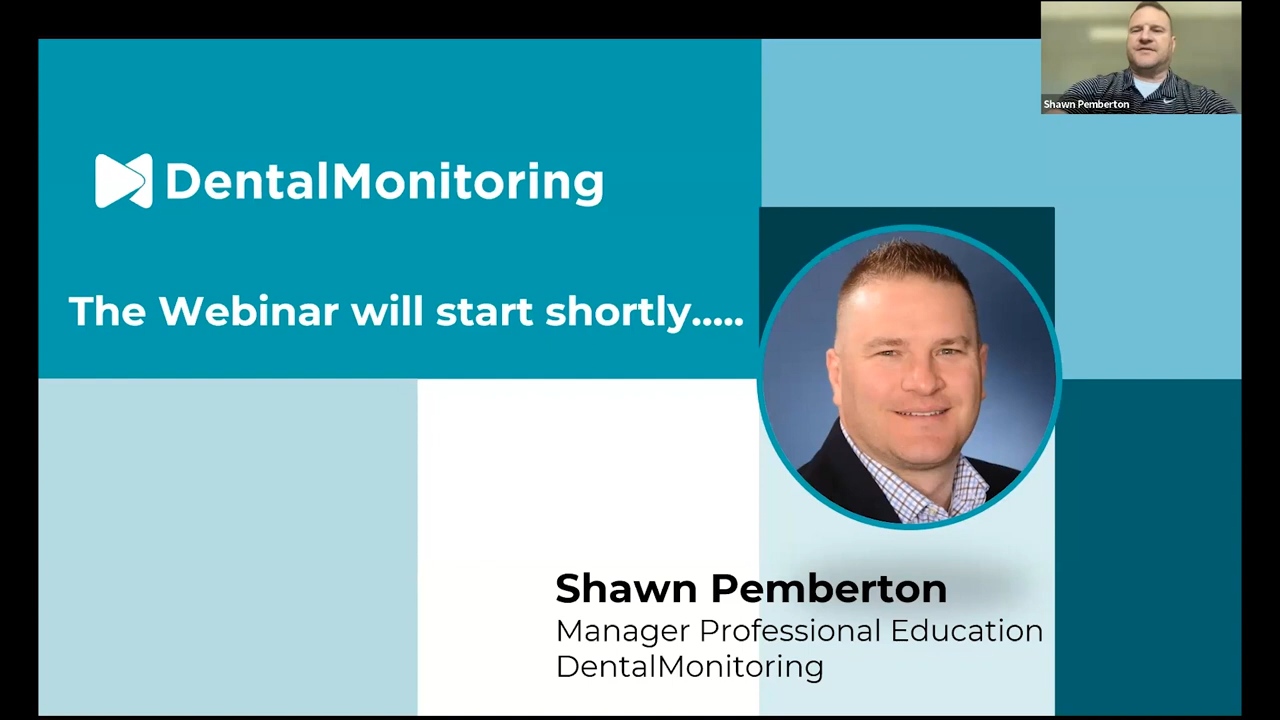 Shawn Pemberton
DentalMonitoring
The Webinar will start shortly.....
Shawn Pemberton
Manager Professional Education
DentalMonitoring